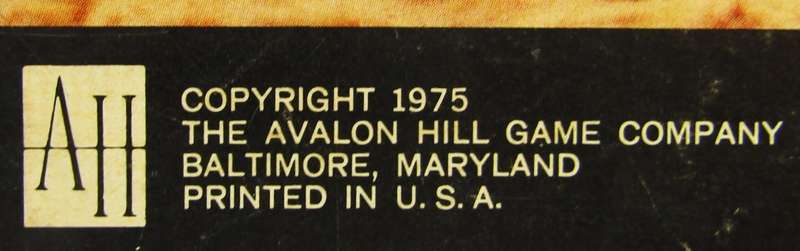 AH
COPYRIGHT 1975
THE AVALON HILL GAME COMPANY
BALTIMORE, MARYLAND
PRINTED IN U.S.A.